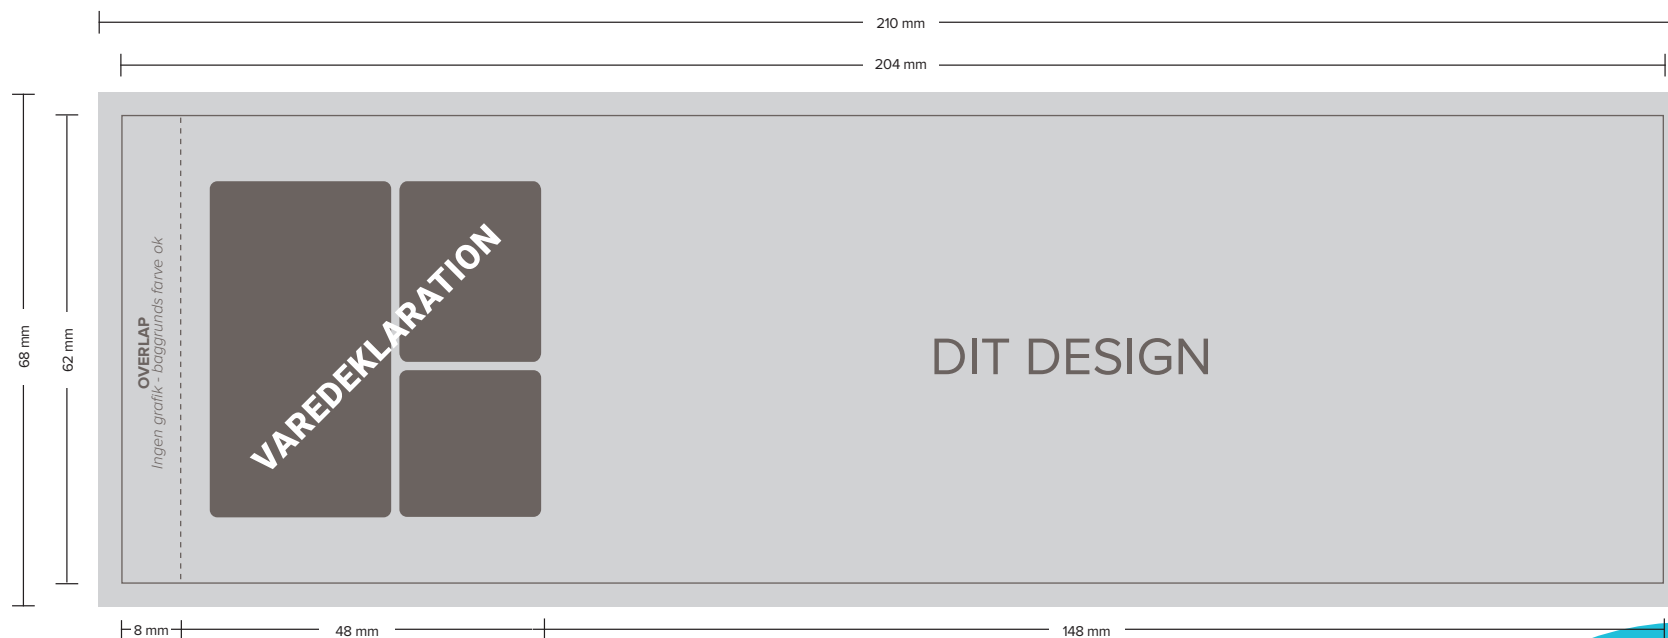 210 mm
204 mm
68 mm
62 mm
OVERLAP
Ingen grafik - baggrunds farve ok
VAREDEKLARATION
DIT DESIGN
8 mm
48 mm
148 mm